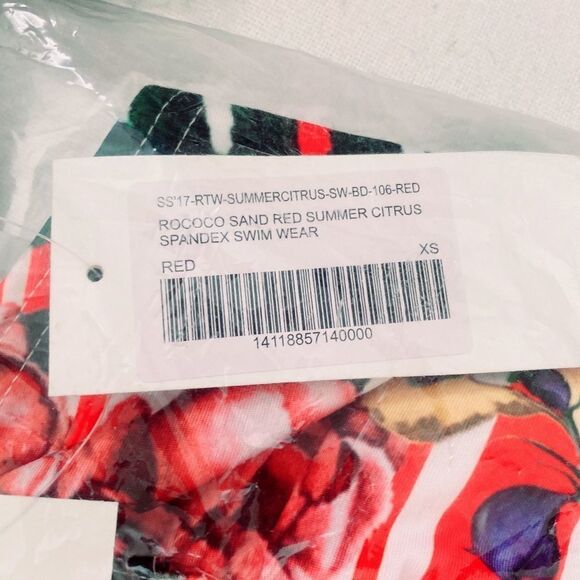 SS'17-RTW-SUMMERCITRUS-SW-BD-106-RED
ROCOCO SAND RED SUMMER CITRUS
SPANDEX SWIM WEAR
RED XS
14118857140000